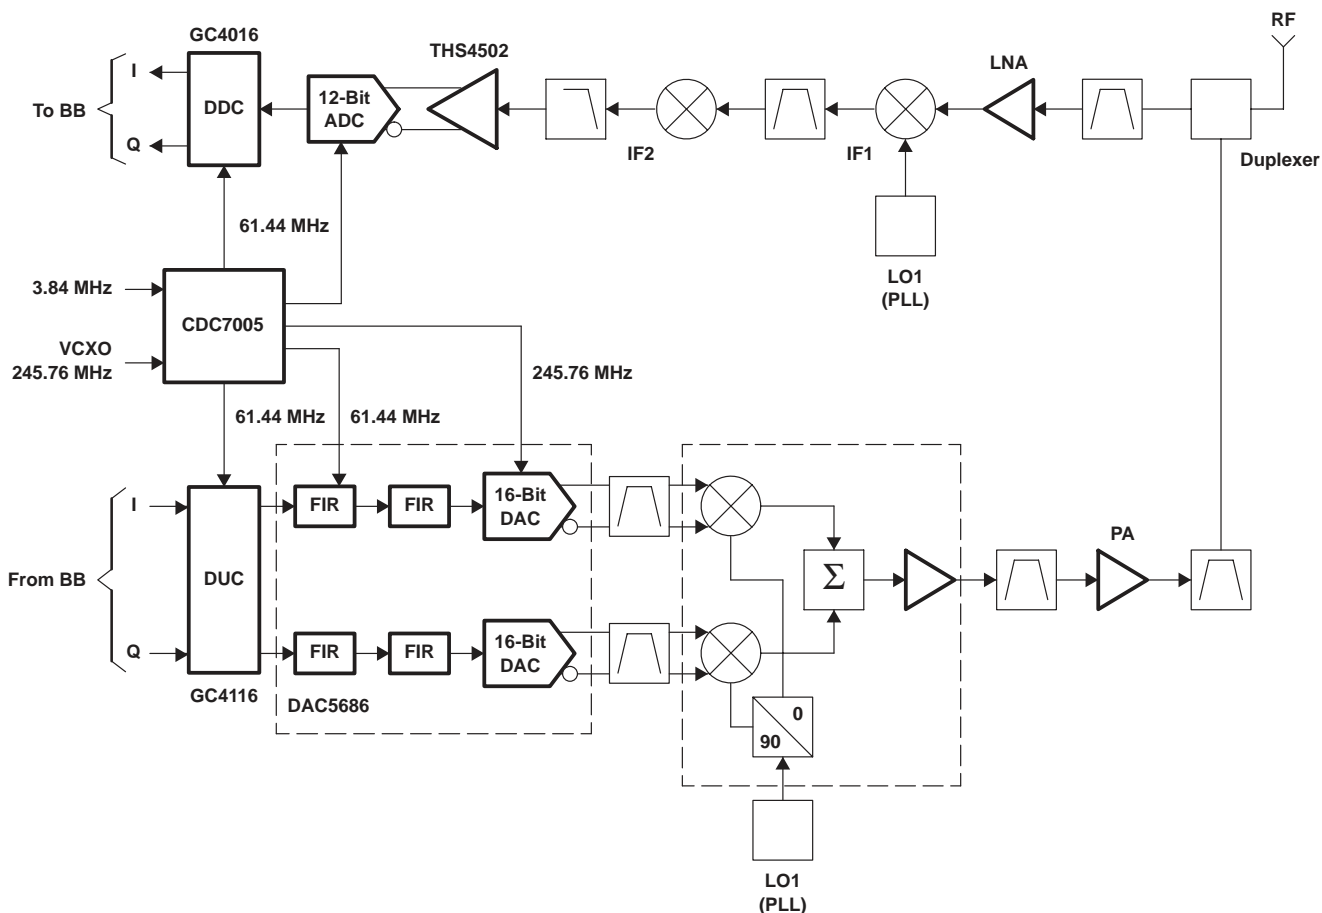 GC4016
THS4502
RF
LNA
I
To BB
DDC
12-Bit
ADC
Q
IF2
IF1
Duplexer
61.44 MHz
LO1
(PLL)
3.84 MHz
CDC7005
VCXO
245.76 MHz
245.76 MHz
61.44 MHz
61.44 MHz
I
FIR
FIR
16-Bit
DAC
PA
From BB
DUC
Σ
Q
FIR
FIR
16-Bit
DAC
GC4116
DAC5686
0
90
LO1
(PLL)